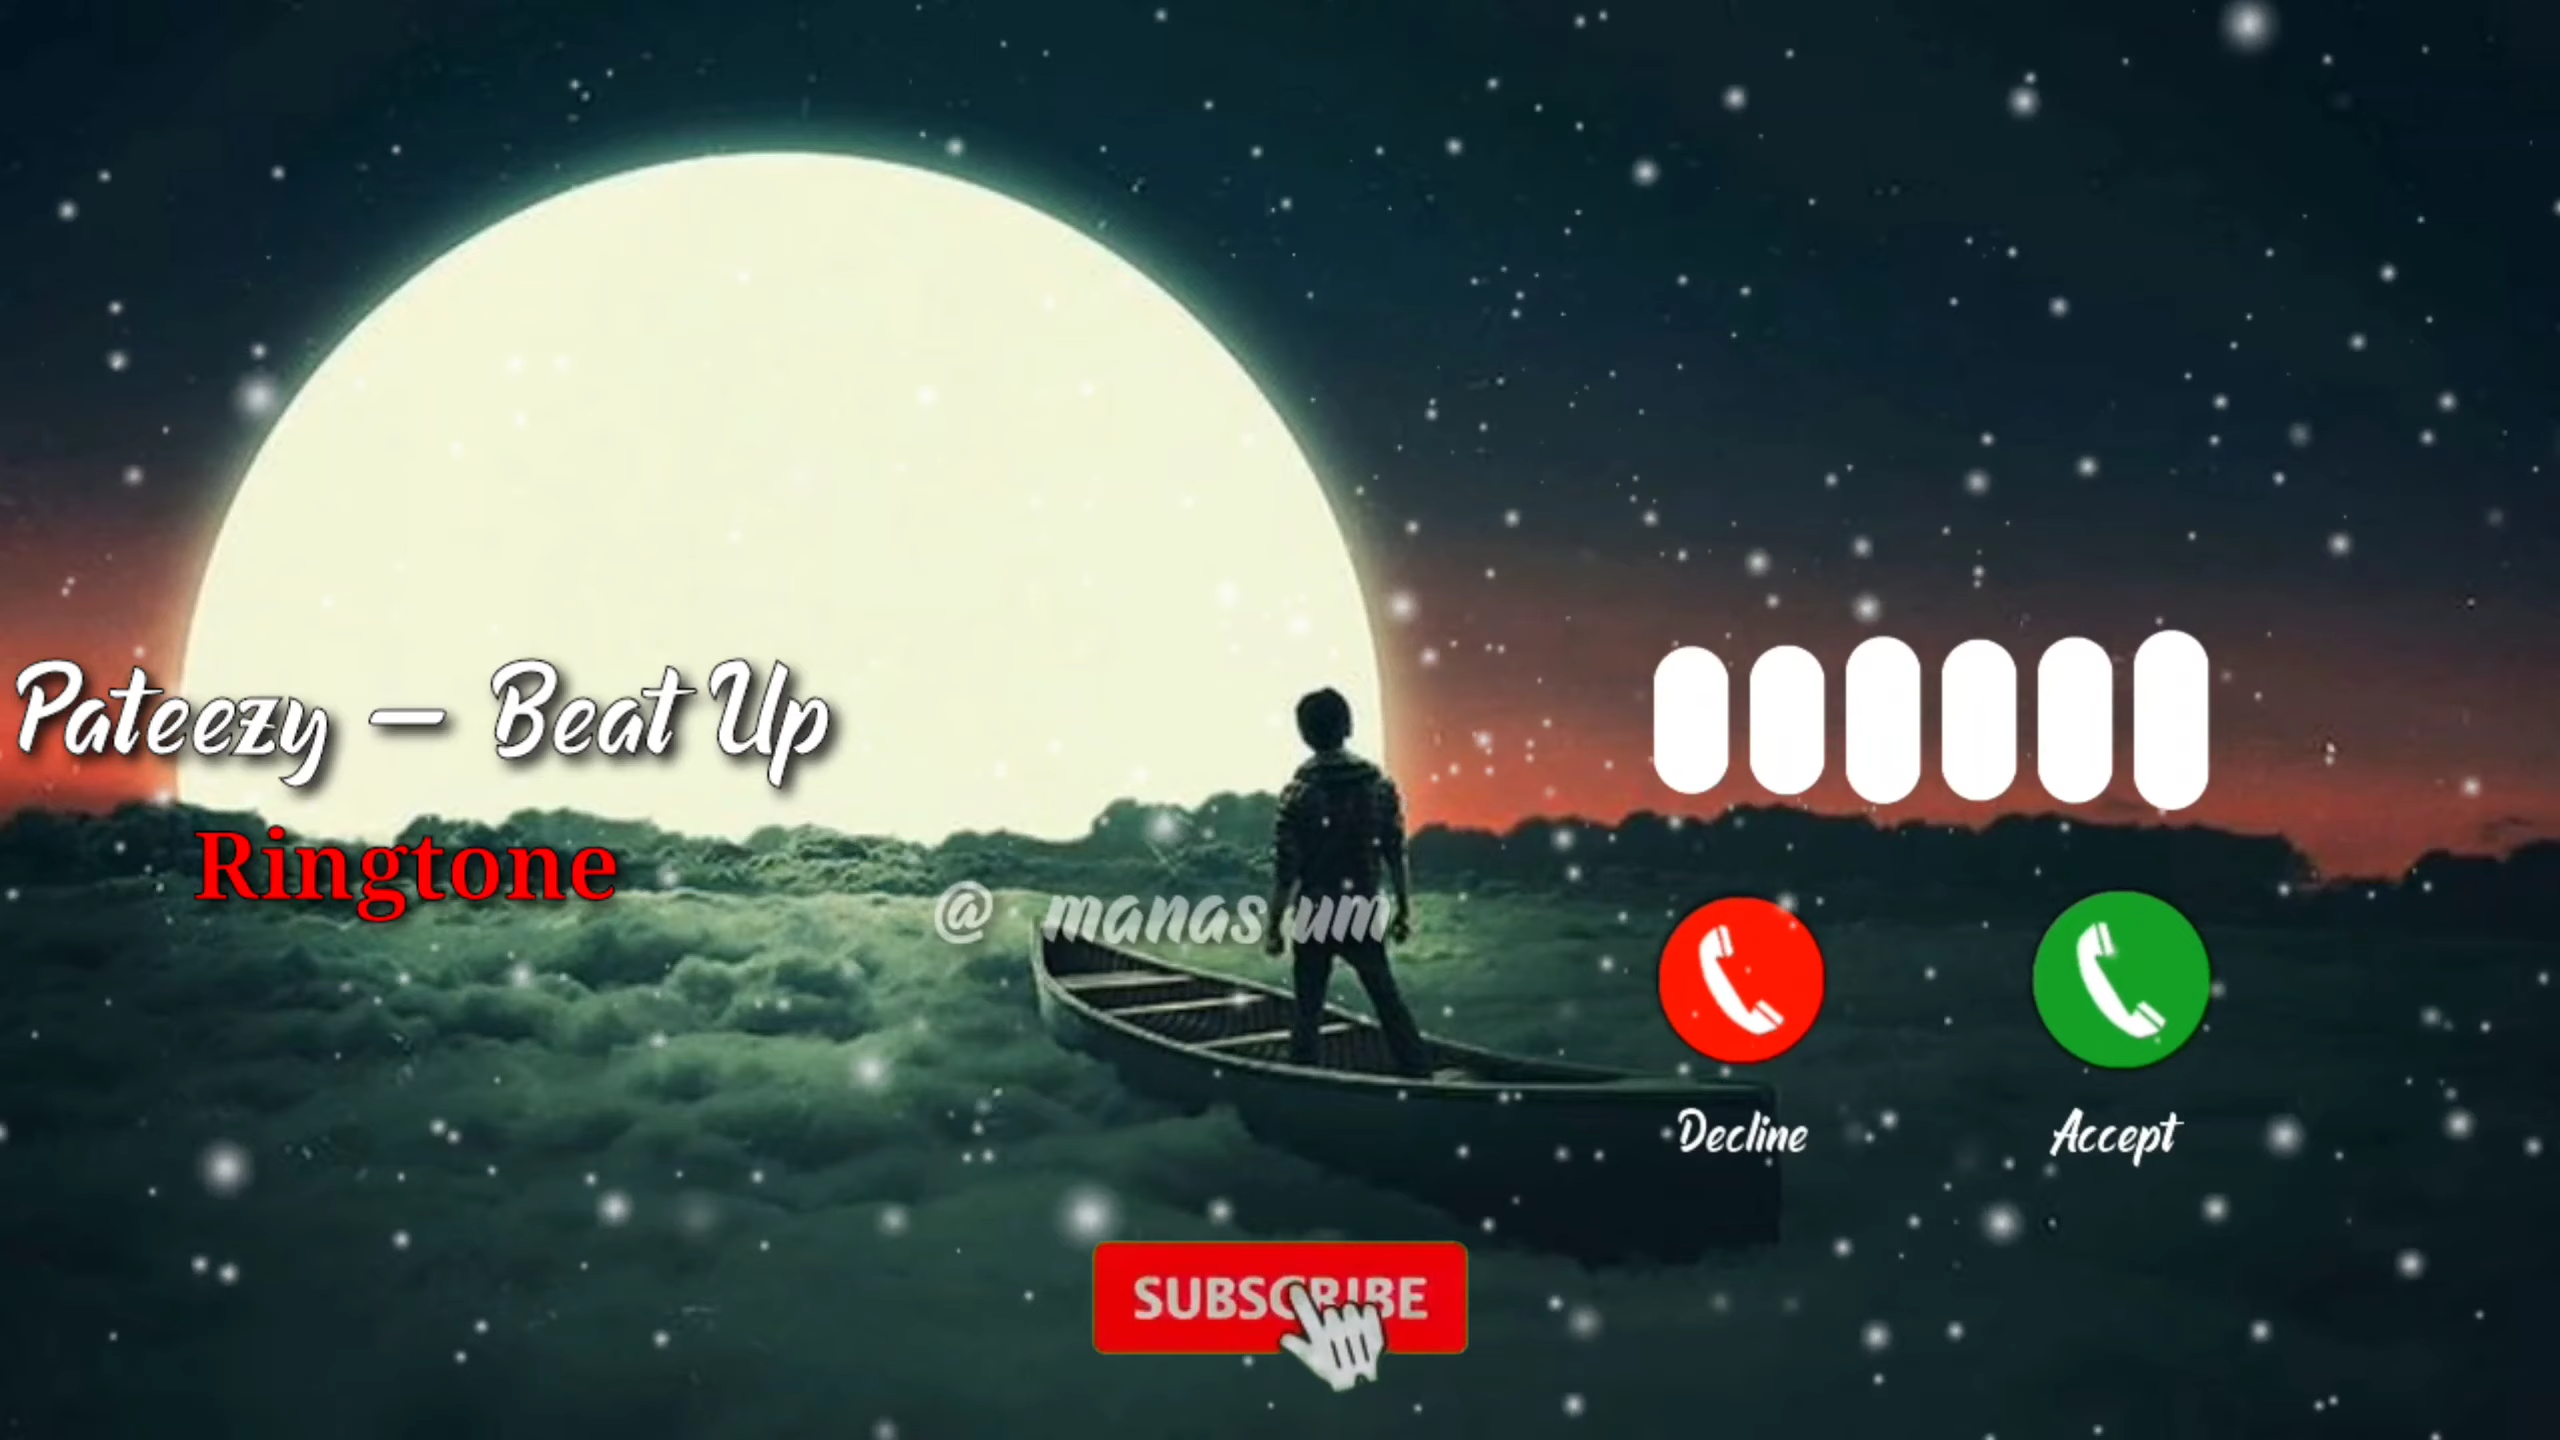 Pateezy – Beat Up
Ringtone
@ manas um
Decline
Accept
SUBSCRIBE